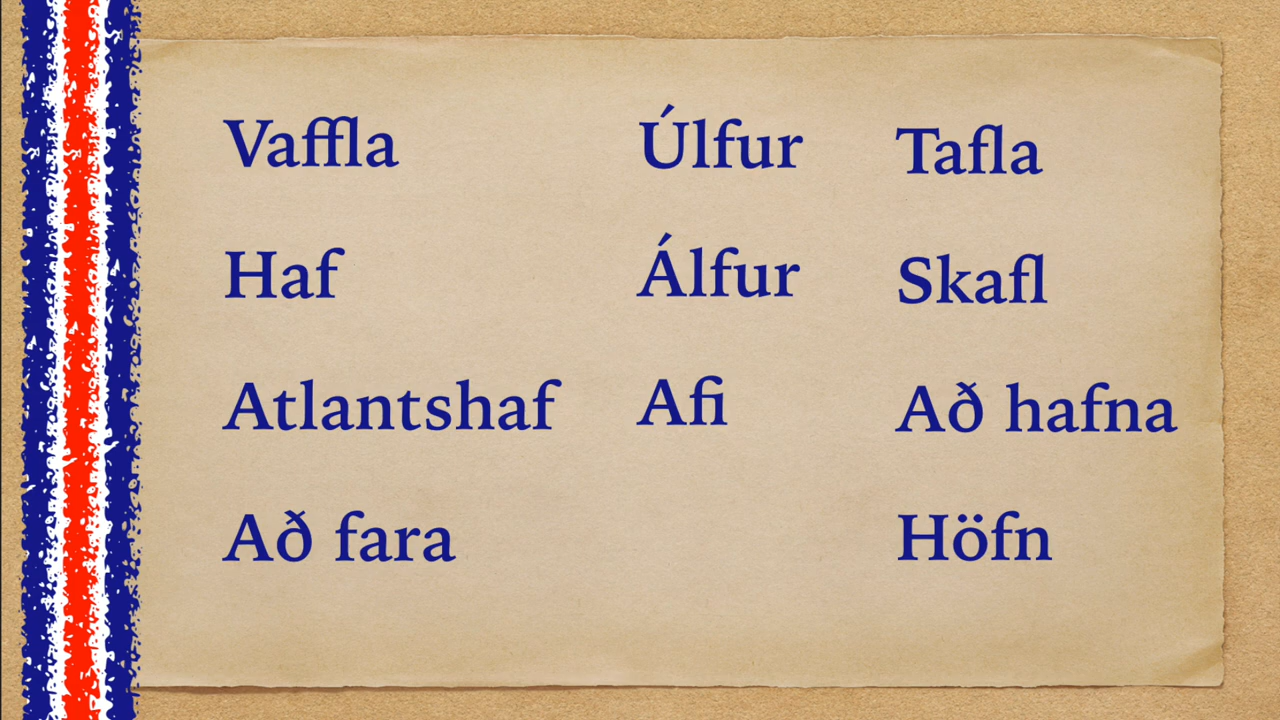 Vaffla
Haf
Atlantshaf
Að fara
Úlfur
Álfur
Afi
Tafla
Skafl
Að hafna
Höfn